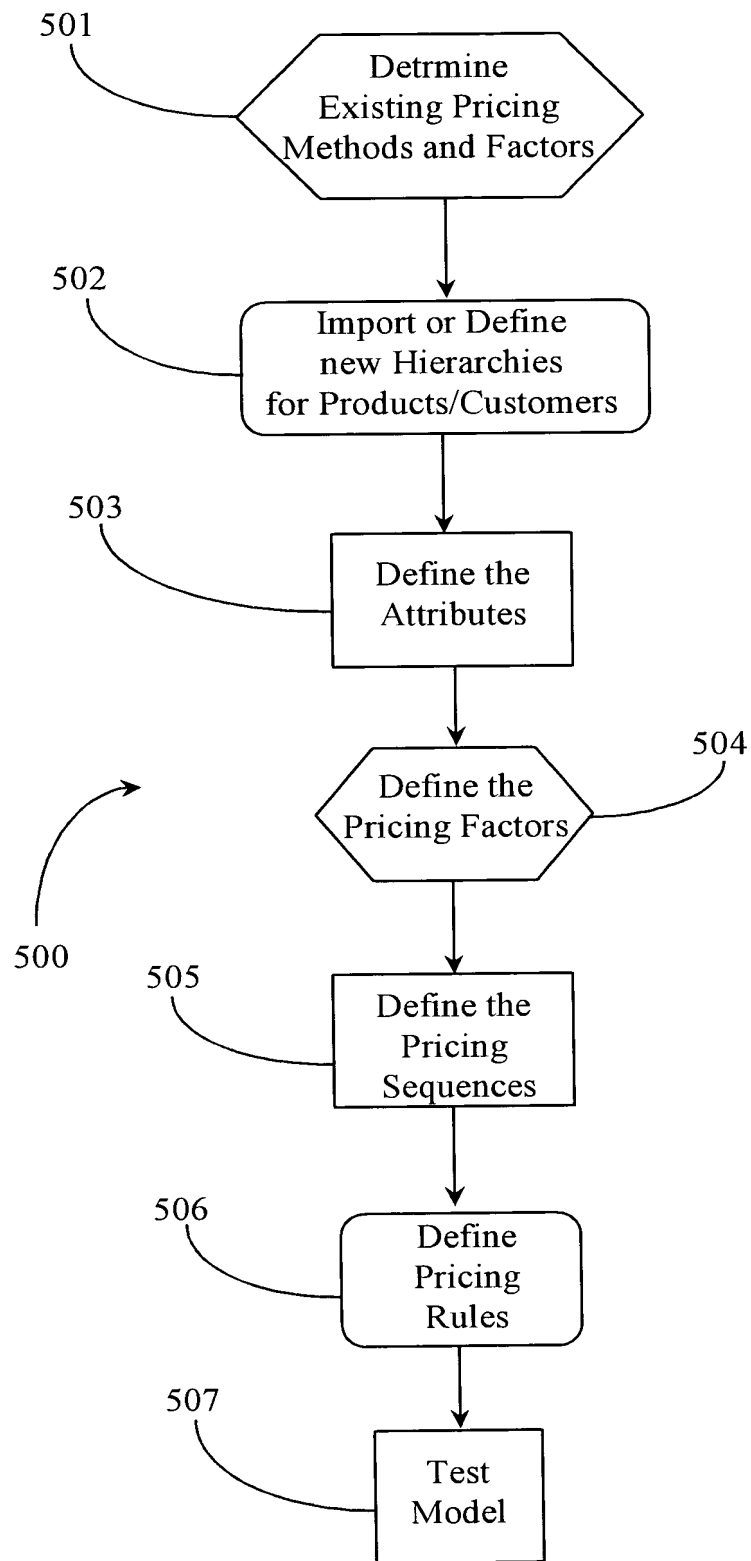 501
Detrmine
Existing Pricing
Methods and Factors
502
Import or Define
new Hierarchies
for Products/Customers
503
Define the
Attributes
504
Define the
Pricing Factors
500
505
Define the
Pricing
Sequences
506
Define
Pricing
Rules
507
Test
Model